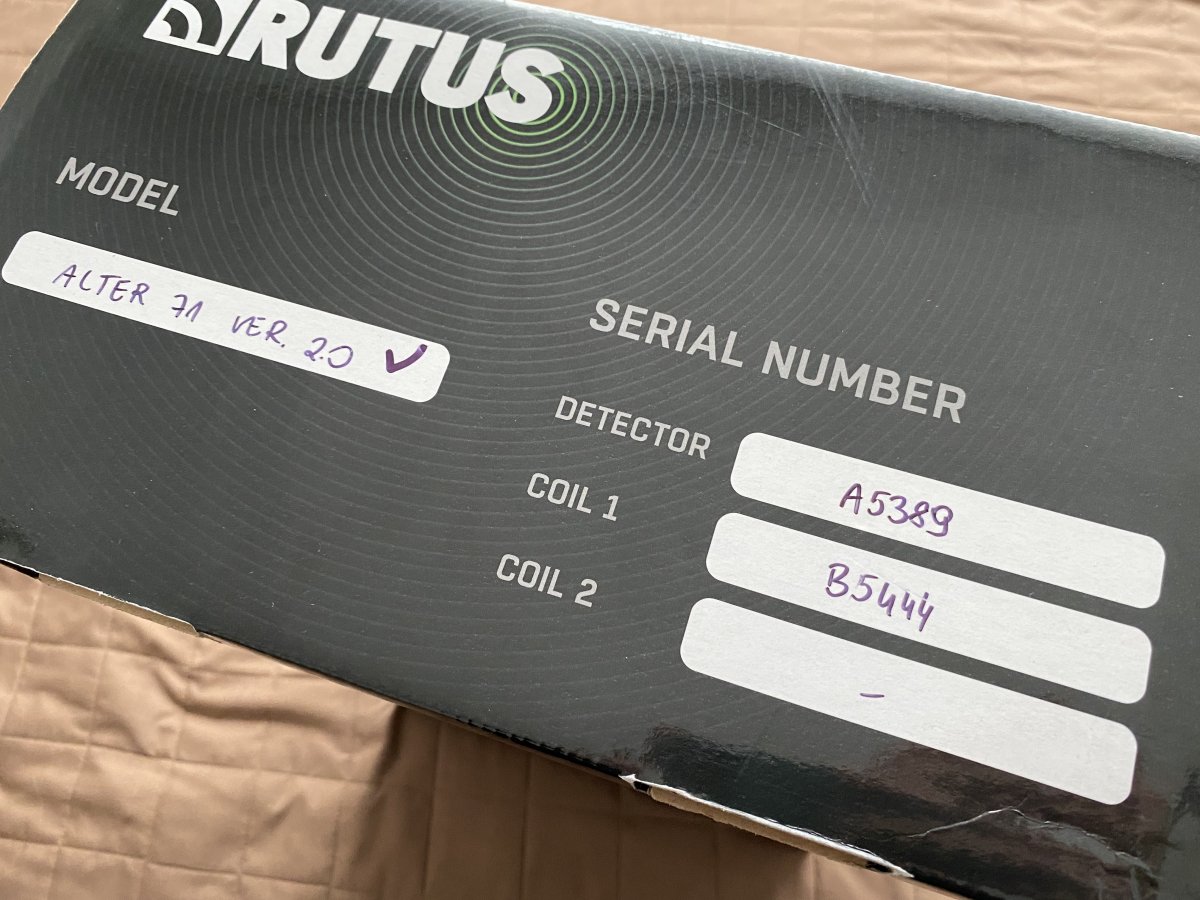 RUTUS
MODEL
ALTER 71 VER. 2.0 ✓
SERIAL NUMBER
DETECTOR A5389
COIL 1 B5444
COIL 2 -